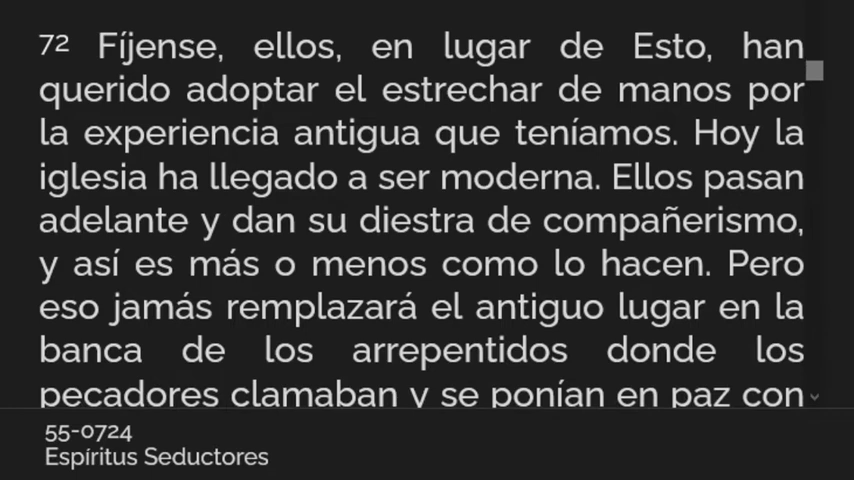 72 Fíjense, ellos, en lugar de Esto, han
querido adoptar el estrechar de manos por
la experiencia antigua que teníamos. Hoy la
iglesia ha llegado a ser moderna. Ellos pasan
adelante y dan su diestra de compañerismo,
y así es más o menos como lo hacen. Pero
eso jamás remplazará el antiguo lugar en la
banca de los arrepentidos donde los
pecadores clamaban y se ponían en paz con
55-0724
Espíritus Seductores